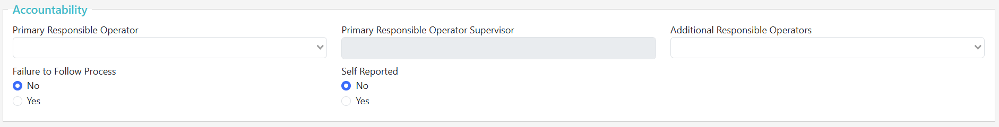 Accountability
Primary Responsible Operator
Primary Responsible Operator Supervisor
Additional Responsible Operators
Failure to Follow Process
Self Reported
No
No
Yes
Yes